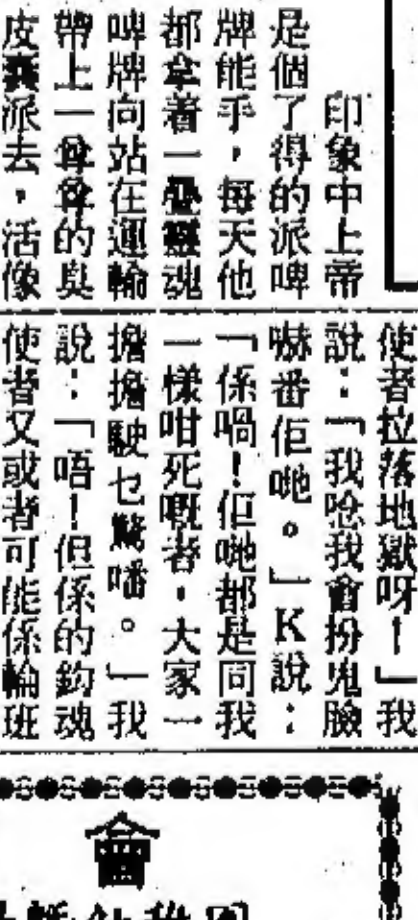 印象中上帝
是個了得的派啤
牌能手，每天他
都拿着一疊靈魂
啤牌向站在運輪
帶上一聳聳的臭
皮囊派去，活像
使者拉落地獄呀！」我
說：「我唸我會扮鬼臉
嚇番佢哋。」K說：
「係喎！佢哋都是同我
一樣咁死嘅者，大家一
擔擔駛乜驚噃。」我
說：「唔！但係的鈎魂
使者又或者可能係輪班
會